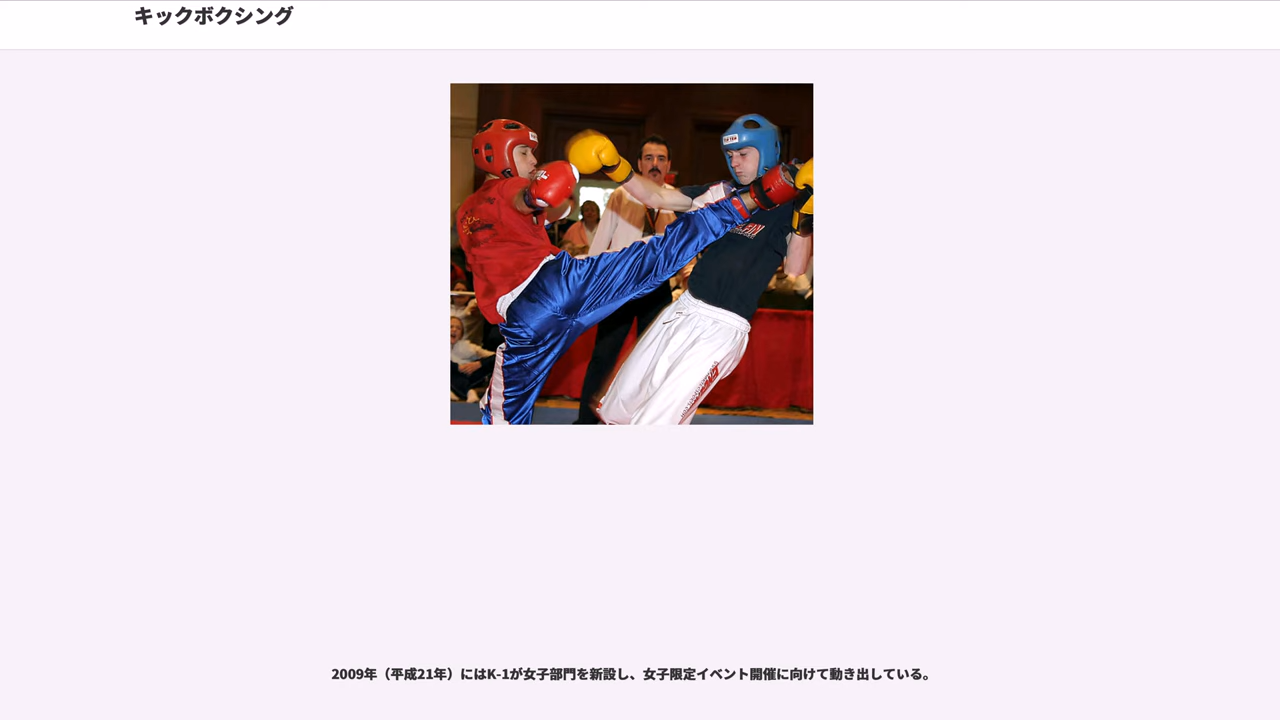 キックボクシング
2009年（平成21年）にはK-1が女子部門を新設し、女子限定イベント開催に向けて動き出している。